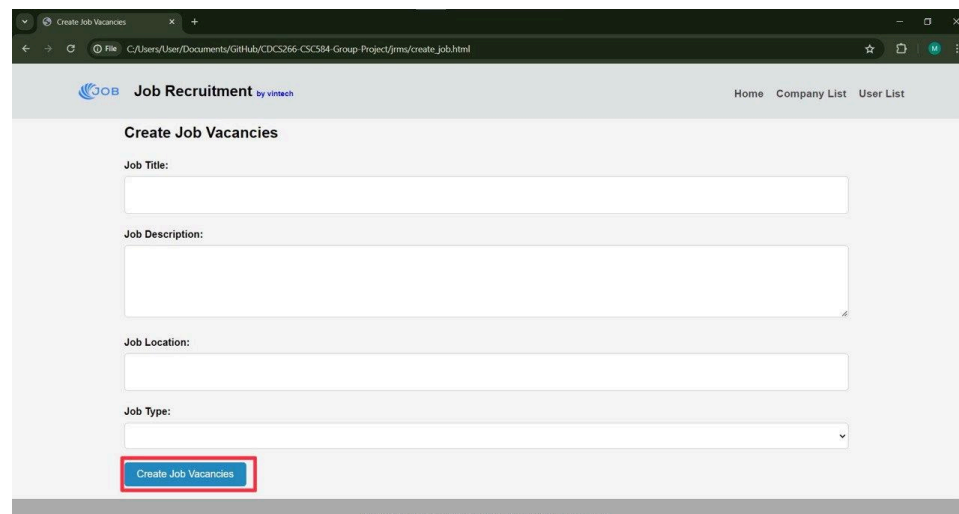 Create Job Vacancies
File C:/Users/User/Documents/GitHub/CDCS266-CSC584-Group-Project/jrms/create_job.html
M
JOB Job Recruitment by vintech
Home Company List User List
Create Job Vacancies
Job Title:
Job Description:
Job Location:
Job Type:
Create Job Vacancies